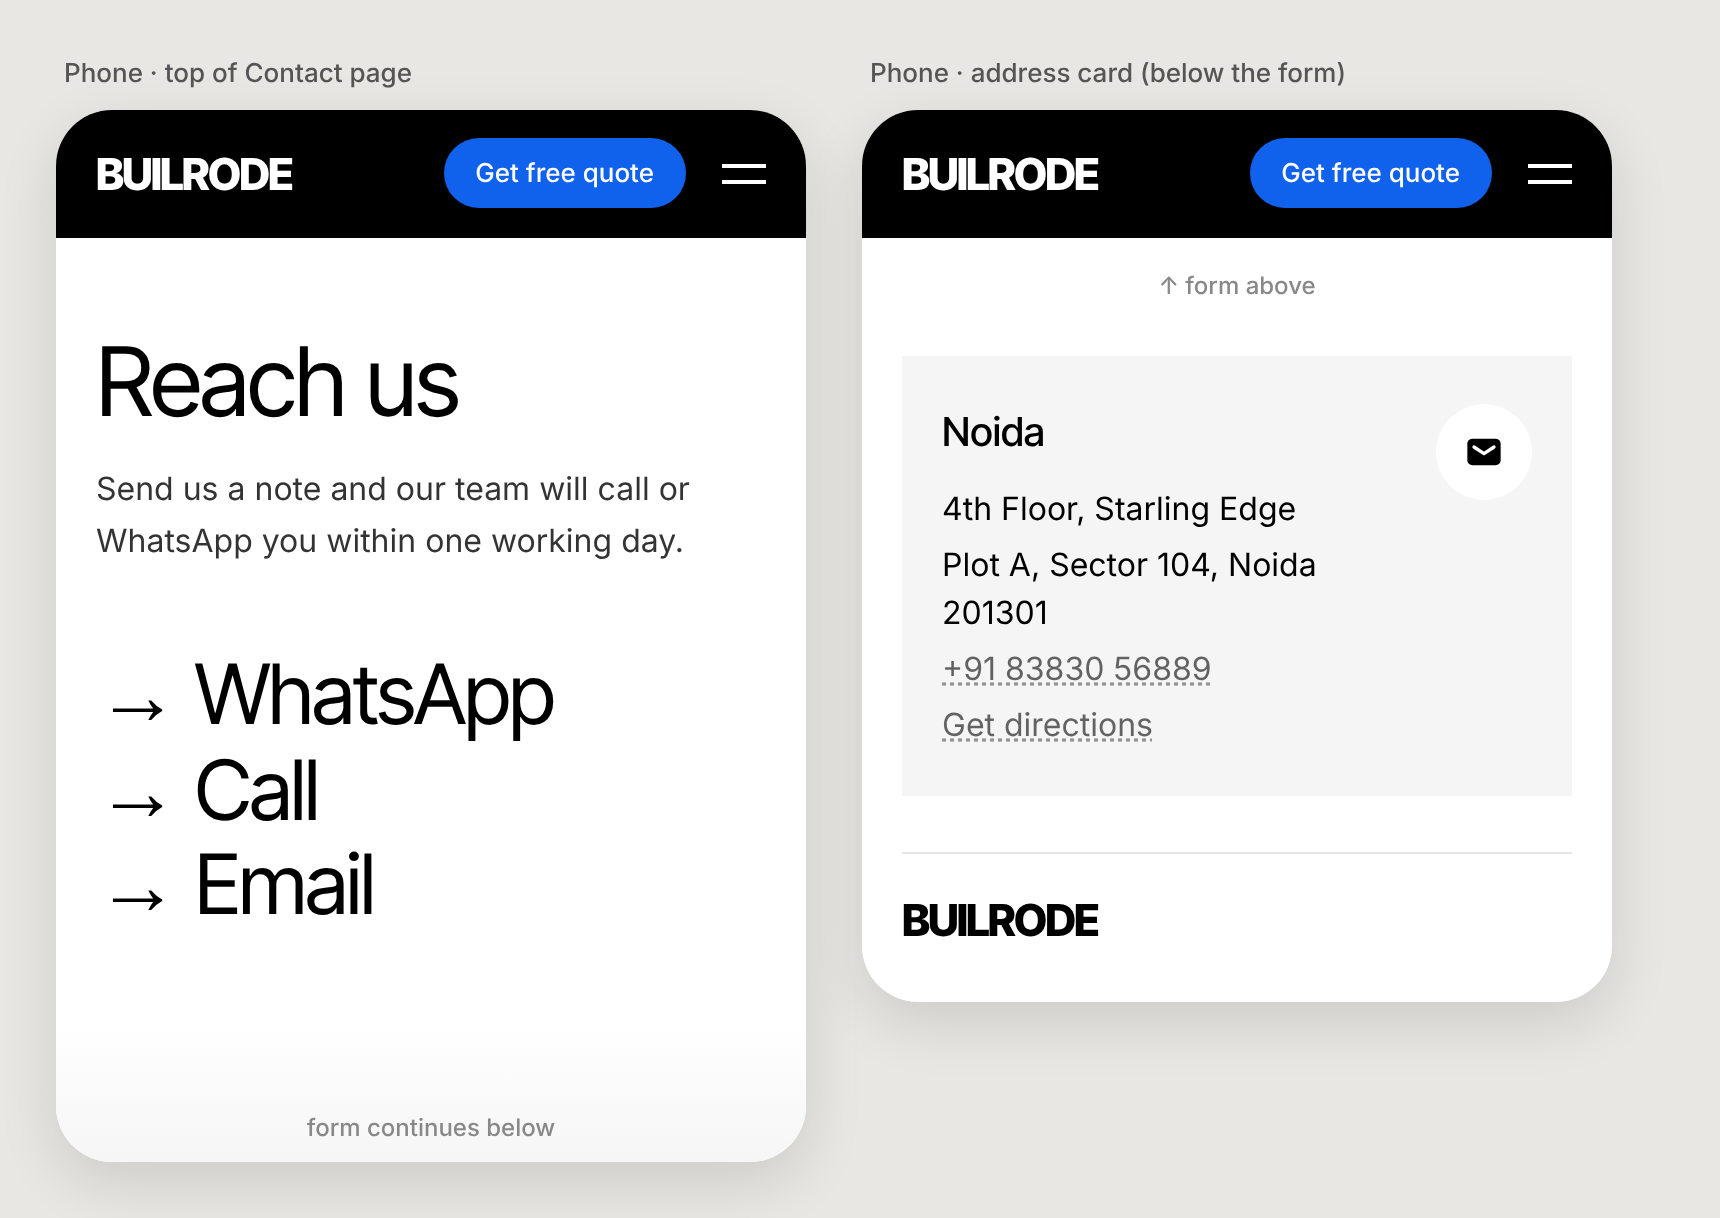 Phone · top of Contact page
BUILRODE
Get free quote
Reach us
Send us a note and our team will call or
WhatsApp you within one working day.
→ WhatsApp
→ Call
→ Email
form continues below
Phone · address card (below the form)
BUILRODE
Get free quote
↑ form above
Noida
4th Floor, Starling Edge
Plot A, Sector 104, Noida
201301
+91 83830 56889
Get directions
BUILRODE